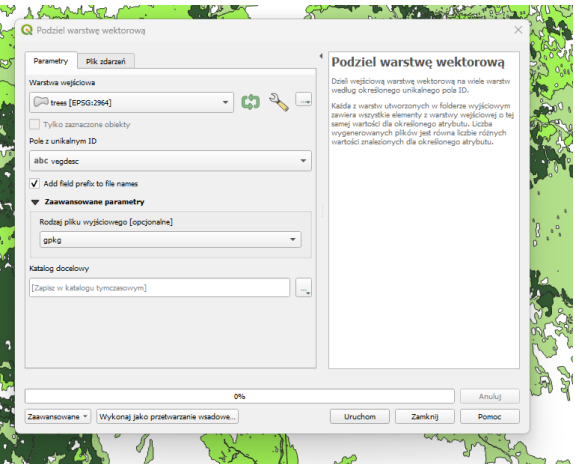 Podziel warstwę wektorową
Parametry
Plik zdarzeń
Warstwa wejściowa
trees [EPSG:2964]
...
Tylko zaznaczone obiekty
Pole z unikalnym ID
abc vegdesc
Add field prefix to file names
Zaawansowane parametry
Rodzaj pliku wyjściowego [opcjonalne]
gpkg
Katalog docelowy
[Zapisz w katalogu tymczasowym]
...
Podziel warstwę wektorową
Dzieli wejściową warstwę wektorową na wiele warstw
według określonego unikalnego pola ID.
Każda z warstw utworzonych w folderze wyjściowym
zawiera wszystkie elementy z warstwy wejściowej o tej
samej wartości dla określonego atrybutu. Liczba
wygenerowanych plików jest równa liczbie różnych
wartości znalezionych dla określonego atrybutu.
0%
Anuluj
Zaawansowane
Wykonaj jako przetwarzanie wsadowe...
Uruchom
Zamknij
Pomoc